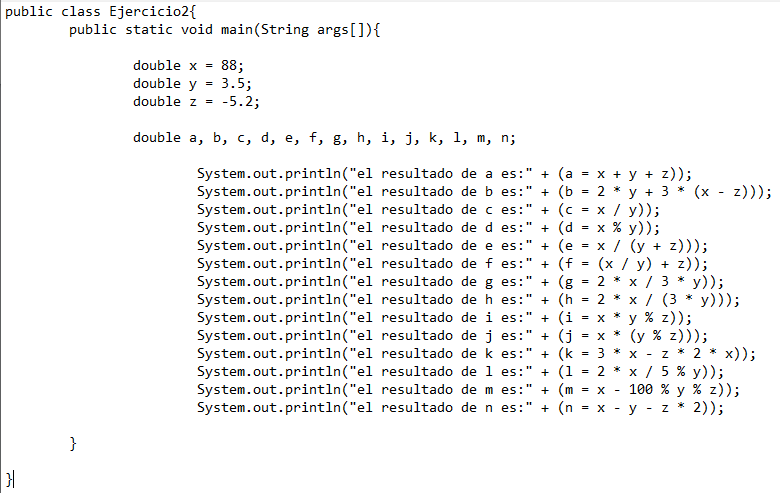 public class Ejercicio2{
public static void main(String args[]){
double x = 88;
double y = 3.5;
double z = -5.2;
double a, b, c, d, e, f, g, h, i, j, k, l, m, n;
System.out.println("el resultado de a es:" + (a = x + y + z));
System.out.println("el resultado de b es:" + (b = 2 * y + 3 * (x - z)));
System.out.println("el resultado de c es:" + (c = x / y));
System.out.println("el resultado de d es:" + (d = x % y));
System.out.println("el resultado de e es:" + (e = x / (y + z)));
System.out.println("el resultado de f es:" + (f = (x / y) + z));
System.out.println("el resultado de g es:" + (g = 2 * x / 3 * y));
System.out.println("el resultado de h es:" + (h = 2 * x / (3 * y)));
System.out.println("el resultado de i es:" + (i = x * y % z));
System.out.println("el resultado de j es:" + (j = x * (y % z)));
System.out.println("el resultado de k es:" + (k = 3 * x - z * 2 * x));
System.out.println("el resultado de l es:" + (l = 2 * x / 5 % y));
System.out.println("el resultado de m es:" + (m = x - 100 % y % z));
System.out.println("el resultado de n es:" + (n = x - y - z * 2));
}
}